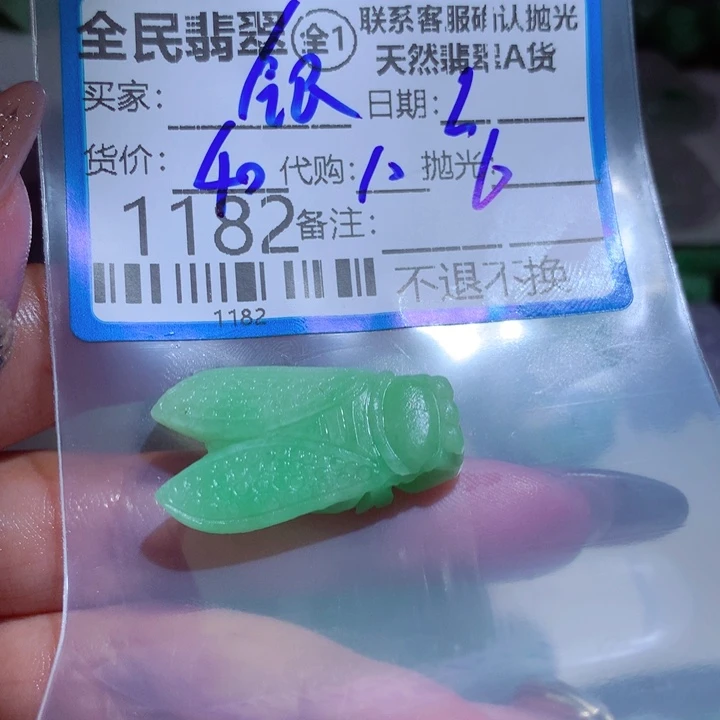 全民翡翠 全1 联系客服确认抛光
天然翡翠A货
买家: 银 日期: 2
货价: 40 代购: 10 抛光: 6
1182 备注:
1182 不退不换